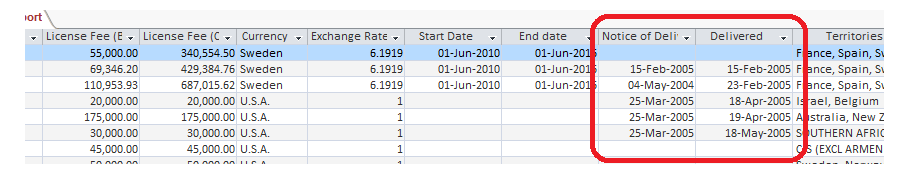 port
License Fee (E License Fee (C Currency Exchange Rate Start Date End date Notice of Deli Delivered Territories
55,000.00 340,554.50 Sweden 6.1919 01-Jun-2010 01-Jun-2015 France, Spain, Sw
69,346.20 429,384.76 Sweden 6.1919 01-Jun-2010 01-Jun-2015 15-Feb-2005 15-Feb-2005 France, Spain, Sw
110,953.93 687,015.62 Sweden 6.1919 01-Jun-2010 01-Jun-2015 04-May-2004 23-Feb-2005 France, Spain, Sw
20,000.00 20,000.00 U.S.A. 1 25-Mar-2005 18-Apr-2005 Israel, Belgium
175,000.00 175,000.00 U.S.A. 1 25-Mar-2005 19-Apr-2005 Australia, New Z
30,000.00 30,000.00 U.S.A. 1 25-Mar-2005 18-May-2005 SOUTHERN AFRIC
45,000.00 45,000.00 U.S.A. 1 CIS (EXCL ARMEN